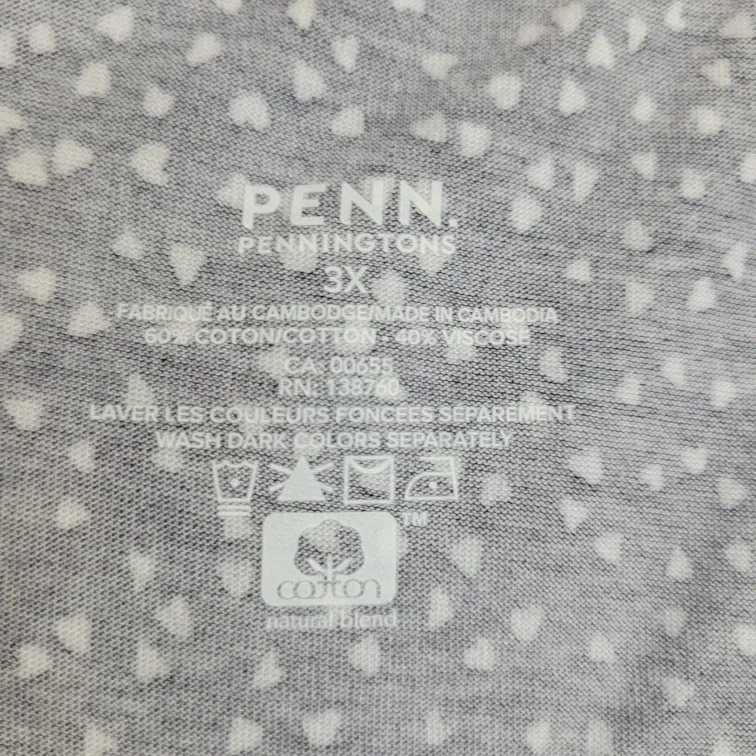 PENN.
PENNINGTONS
3X
FABRIQUÉ AU CAMBODGE/MADE IN CAMBODIA
60% COTON/COTTON - 40% VISCOSE
CA: 00655
RN: 138760
LAVER LES COULEURS FONCÉES SÉPARÉMENT
WASH DARK COLORS SEPARATELY
TM
cotton
natural blend